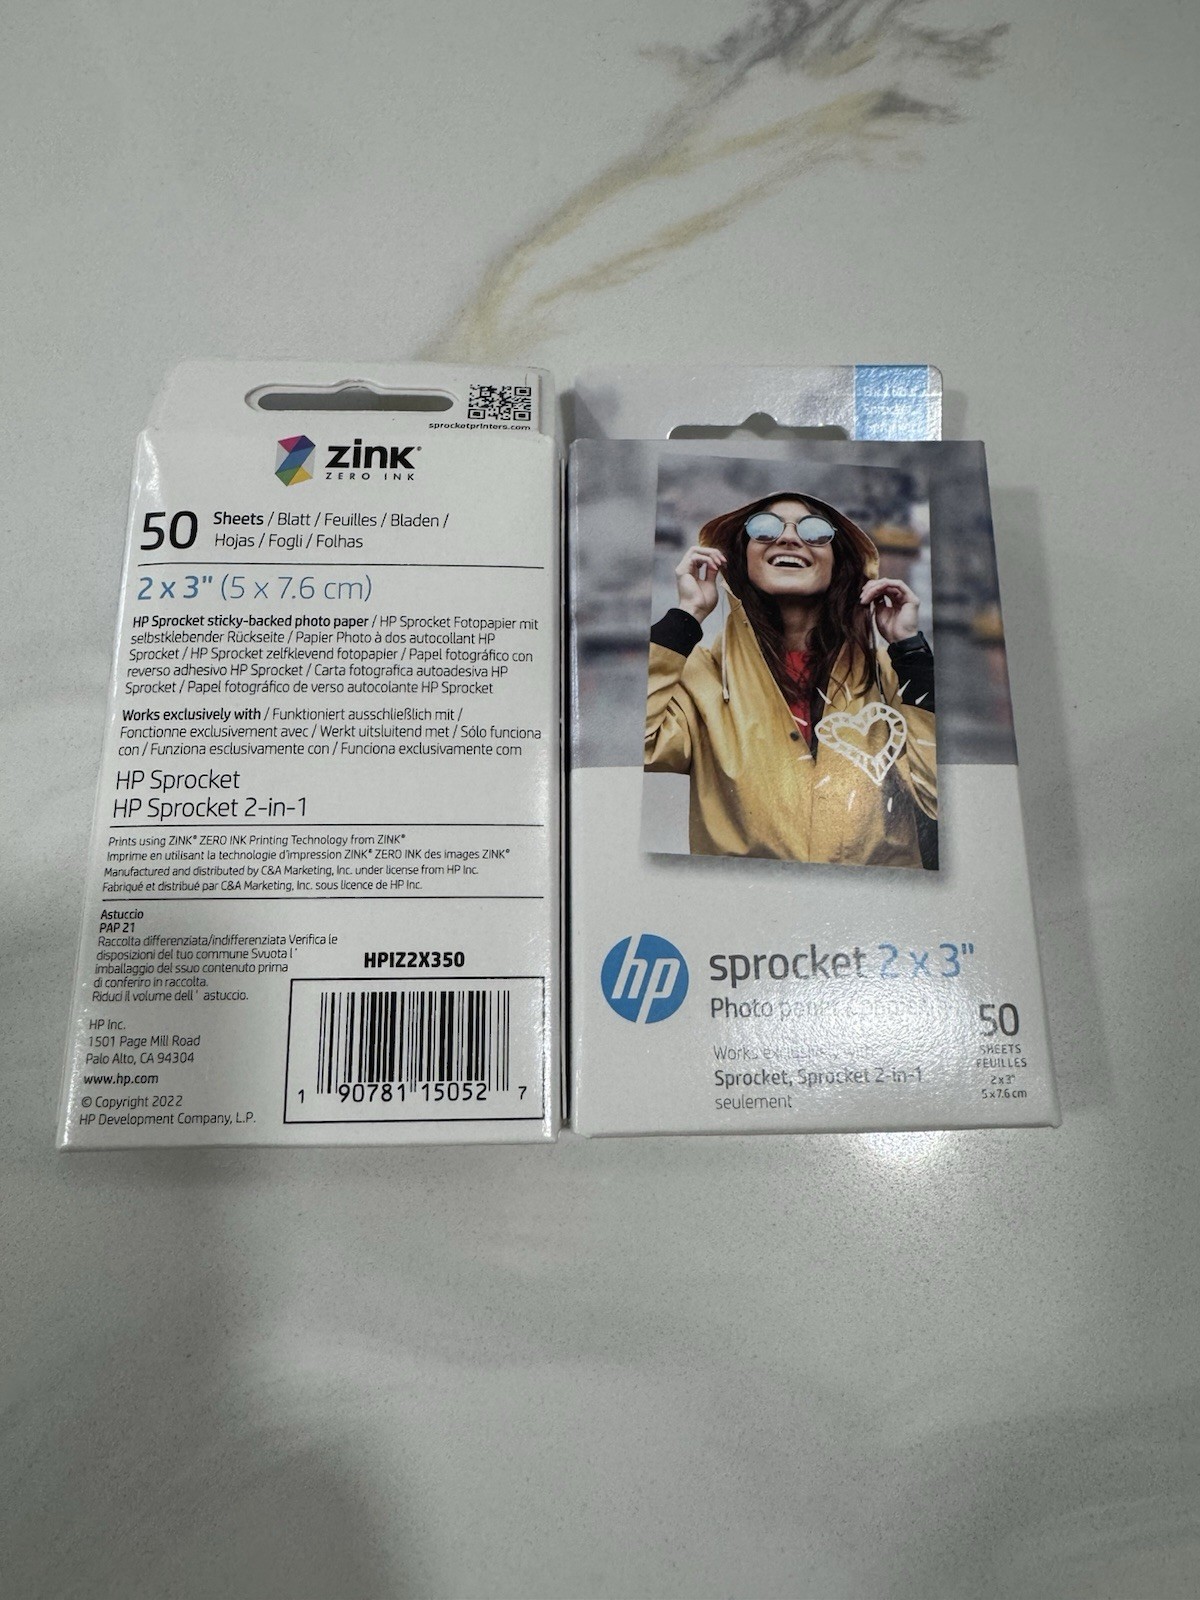 sprocketprinters.com
zink®
ZERO INK
50 Sheets / Blatt / Feuilles / Bladen /
Hojas / Fogli / Folhas
2 x 3" (5 x 7.6 cm)
HP Sprocket sticky-backed photo paper / HP Sprocket Fotopapier mit
selbstklebender Rückseite / Papier Photo à dos autocollant HP
Sprocket / HP Sprocket zelfklevend fotopapier / Papel fotográfico con
reverso adhesivo HP Sprocket / Carta fotografica autoadesiva HP
Sprocket / Papel fotográfico de verso autocolante HP Sprocket
Works exclusively with / Funktioniert ausschließlich mit /
Fonctionne exclusivement avec / Werkt uitsluitend met / Sólo funciona
con / Funziona esclusivamente con / Funciona exclusivamente com
HP Sprocket
HP Sprocket 2-in-1
Prints using ZINK® ZERO INK Printing Technology from ZINK®
Imprime en utilisant la technologie d'impression ZINK® ZERO INK des images ZINK®
Manufactured and distributed by C&A Marketing, Inc. under license from HP Inc.
Fabriqué et distribué par C&A Marketing, Inc. sous licence de HP Inc.
Astuccio
PAP 21
Raccolta differenziata/indifferenziata Verifica le
disposizioni del tuo commune Svuota l'
imballaggio del ssuo contenuto prima
di conferiro in raccolta.
Riduci il volume dell' astuccio.
HP Inc.
1501 Page Mill Road
Palo Alto, CA 94304
www.hp.com
© Copyright 2022
HP Development Company, L.P.
HPIZ2X350
1 90781 15052 7
hp
sprocket 2 x 3"
Photo
50
SHEETS
FEUILLES
2 x 3"
5 x 7.6 cm
Works
Sprocket, Sprocket 2-in-1
seulement